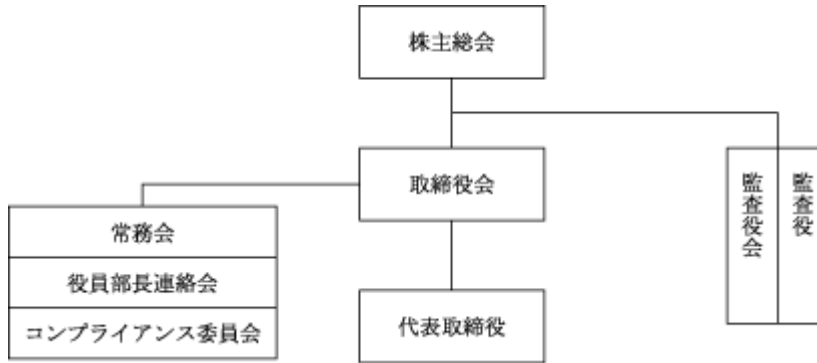 株主総会
取締役会
監査役会
監査役
常務会
役員部長連絡会
コンプライアンス委員会
代表取締役